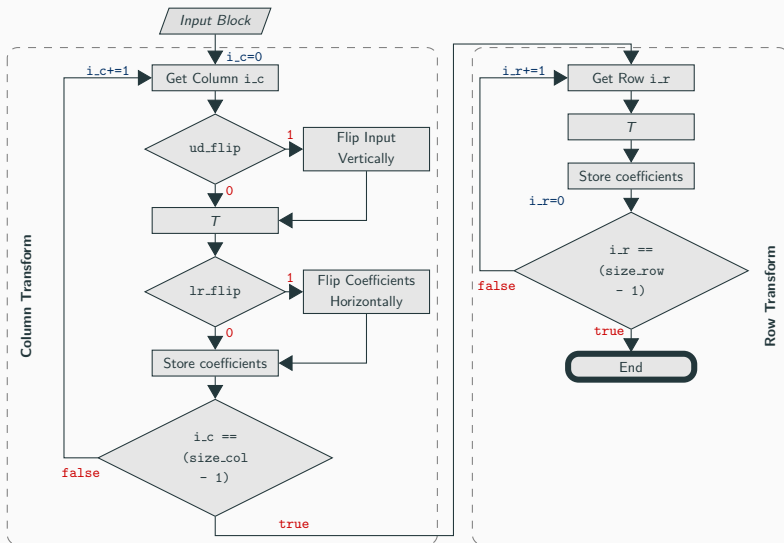 Input Block
i_c=0
i_c+=1
Get Column i_c
ud_flip
1
Flip Input
Vertically
0
T
lr_flip
1
Flip Coefficients
Horizontally
0
Store coefficients
i_c ==
(size_col
- 1)
false
true
Column Transform
i_r+=1
Get Row i_r
T
Store coefficients
i_r=0
i_r ==
(size_row
- 1)
false
true
End
Row Transform